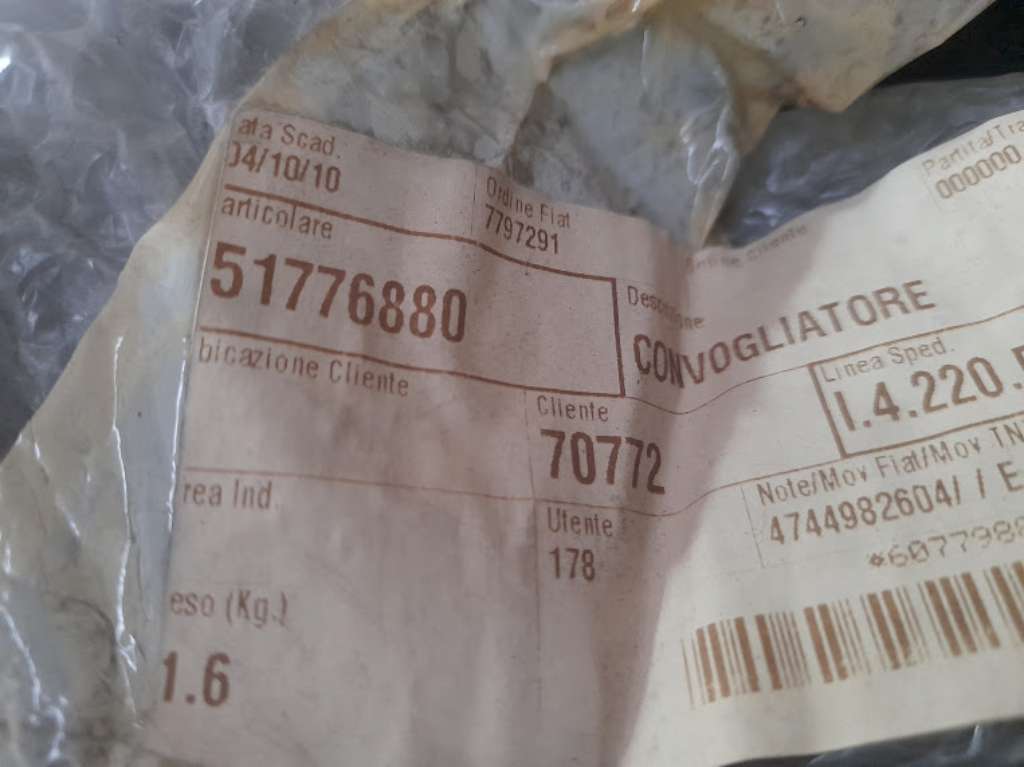 ata Scad.
04/10/10
Ordine Fiat
7797291
Partita/Tra
000000
articolare
51776880
Descrizione
CONVOGLIATORE
bicazione Cliente
Cliente
70772
Linea Sped.
I.4.220.
rea Ind.
Utente
178
Note/Mov Fiat/Mov TN
4744982604/ / E
*607798
eso (Kg.)
1.6